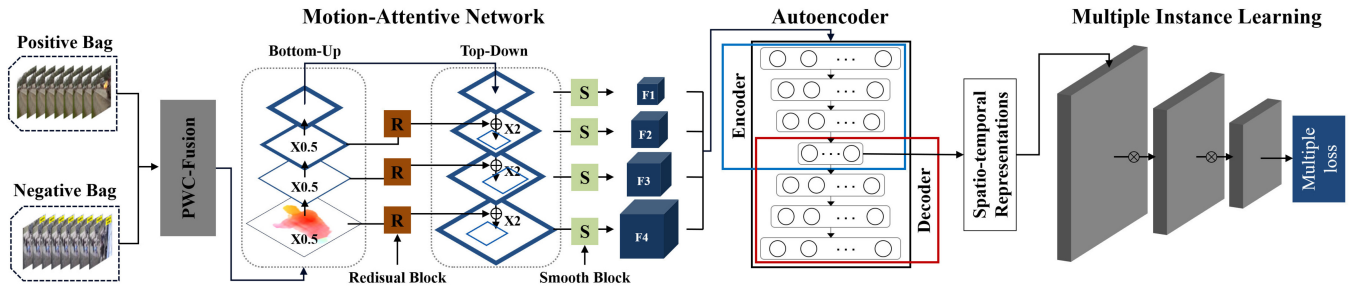 Motion-Attentive Network
Autoencoder
Multiple Instance Learning
Positive Bag
Negative Bag
PWC-Fusion
Bottom-Up
X0.5
X0.5
X0.5
Top-Down
X2
X2
X2
R
R
R
Redisual Block
S
S
S
S
Smooth Block
F1
F2
F3
F4
Encoder
Decoder
Spatio-temporal
Representations
Multiple
loss